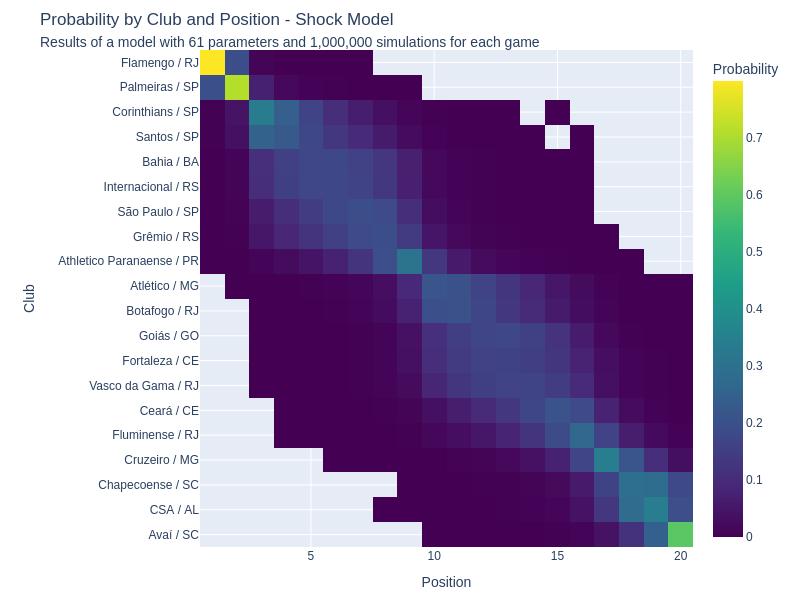 Probability by Club and Position - Shock Model
Results of a model with 61 parameters and 1,000,000 simulations for each game
Flamengo / RJ
Palmeiras / SP
Corinthians / SP
Santos / SP
Bahia / BA
Internacional / RS
São Paulo / SP
Grêmio / RS
Athletico Paranaense / PR
Atlético / MG
Botafogo / RJ
Goiás / GO
Fortaleza / CE
Vasco da Gama / RJ
Ceará / CE
Fluminense / RJ
Cruzeiro / MG
Chapecoense / SC
CSA / AL
Avaí / SC
Club
5 10 15 20
Position
Probability
0.7
0.6
0.5
0.4
0.3
0.2
0.1
0